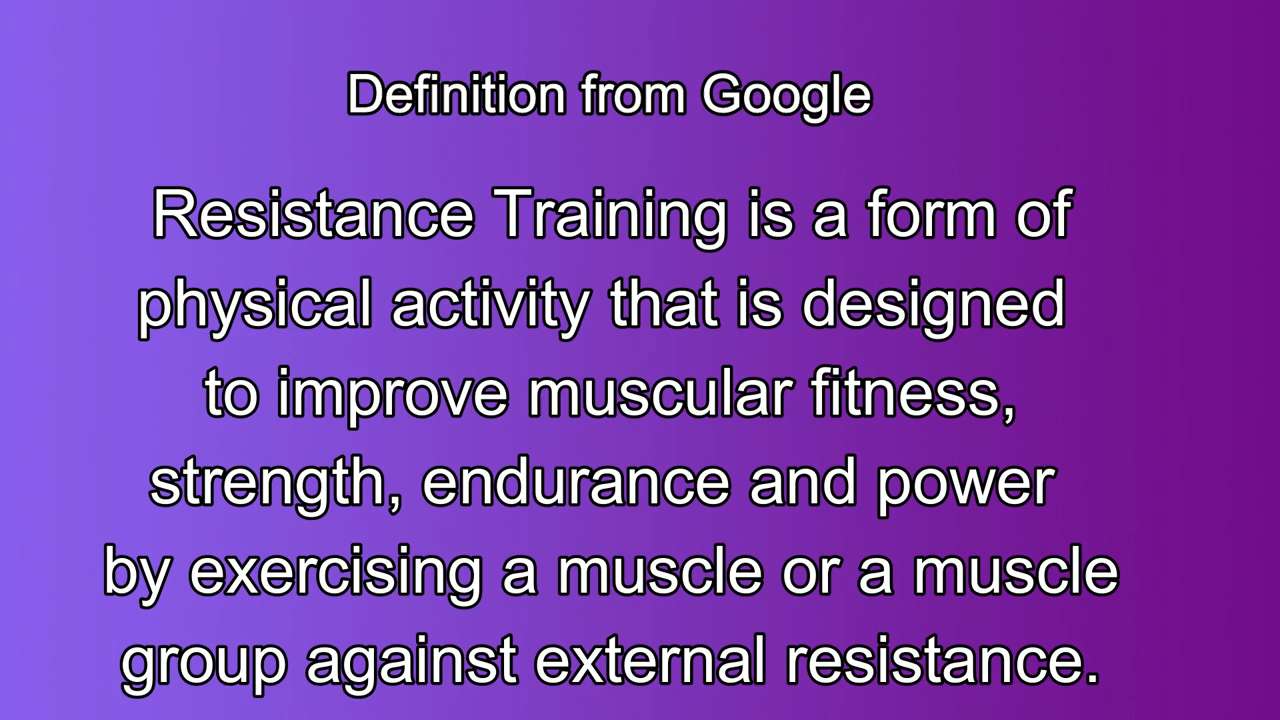 Definition from Google
Resistance Training is a form of
physical activity that is designed
to improve muscular fitness,
strength, endurance and power
by exercising a muscle or a muscle
group against external resistance.